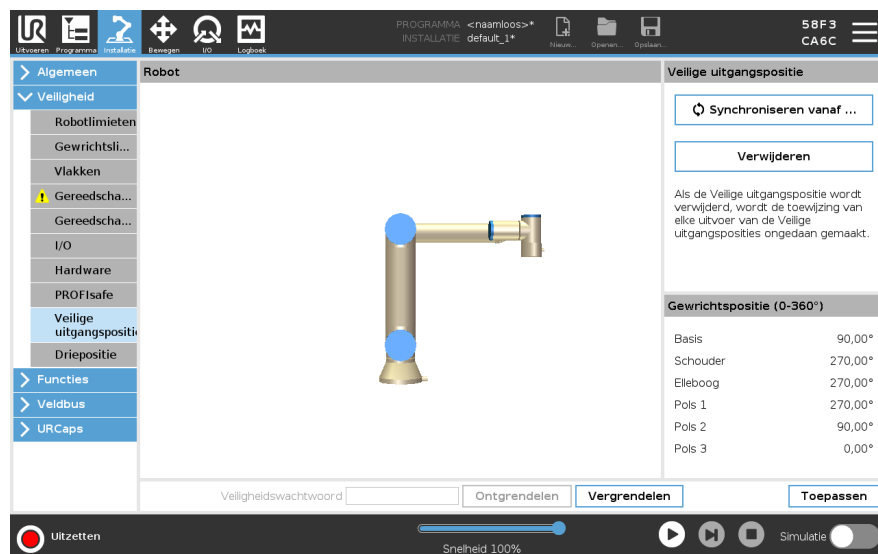 Uitvoeren Programma Installatie Bewegen I/O Logboek
PROGRAMMA <naamloos>*
INSTALLATIE default_1*
Nieuw... Openen... Opslaan...
58F3
CA6C
Algemeen
Veiligheid
Robotlimieten
Gewrichtsli...
Vlakken
Gereedscha...
Gereedscha...
I/O
Hardware
PROFIsafe
Veilige
uitgangspositie
Driepositie
Functies
Veldbus
URCaps
Robot
Veilige uitgangspositie
Synchroniseren vanaf ...
Verwijderen
Als de Veilige uitgangspositie wordt
verwijderd, wordt de toewijzing van
elke uitvoer van de Veilige
uitgangsposities ongedaan gemaakt.
Gewrichtspositie (0-360°)
Basis 90,00°
Schouder 270,00°
Elleboog 270,00°
Pols 1 270,00°
Pols 2 90,00°
Pols 3 0,00°
Veiligheidswachtwoord Ontgrendelen Vergrendelen Toepassen
Uitzetten
Snelheid 100%
Simulatie